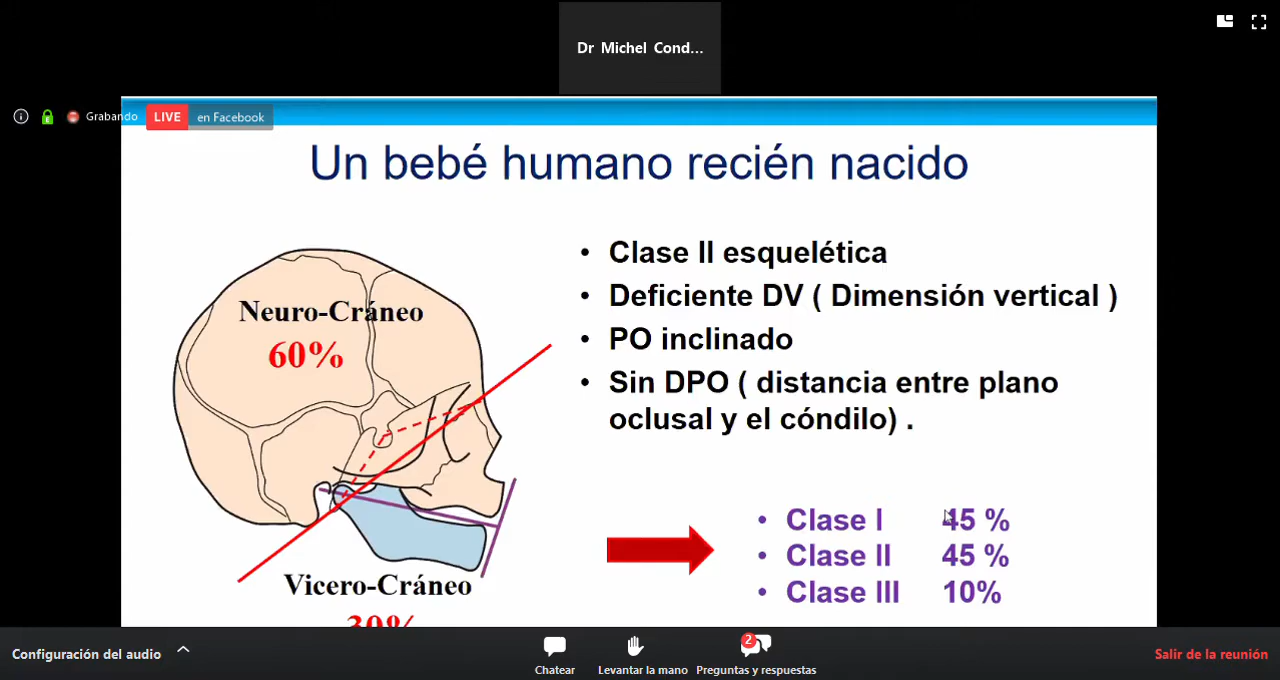 Dr Michel Cond...
Grabando
LIVE en Facebook
Un bebé humano recién nacido
Neuro-Cráneo
60%
• Clase II esquelética
• Deficiente DV ( Dimensión vertical )
• PO inclinado
• Sin DPO ( distancia entre plano
oclusal y el cóndilo) .
• Clase I 45 %
• Clase II 45 %
• Clase III 10%
Vicero-Cráneo
Configuración del audio
Chatear
Levantar la mano
2
Preguntas y respuestas
Salir de la reunión